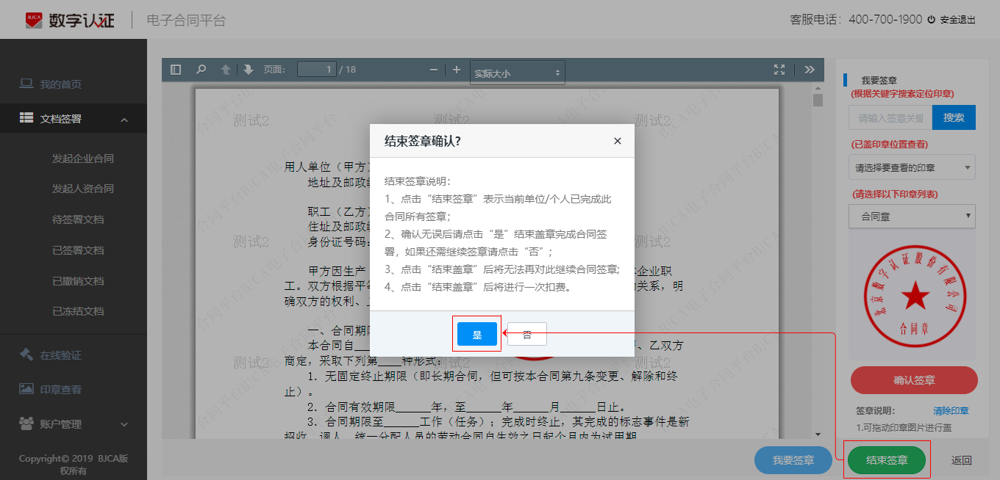 BJCA 数字认证
电子合同平台
客服电话：400-700-1900
安全退出
我的首页
文档签署
发起企业合同
发起人资合同
待签署文档
已签署文档
已撤销文档
已冻结文档
在线验证
印章查看
账户管理
Copyright© 2019 BJCA版
权所有
页面：
1 / 18
实际大小
测试2
测试2
测试2
用人单位（甲方）
地址及邮政
职工（乙方）
住址及邮政
测试2
身份证号码：
测试2
甲方因生产
企业职
工。双方根据平
的关系，明
确双方的权利、
一、合同期
本合同自
、乙双方
测试2
测试2
测试2
商定，采取下列第____种形式：
1．无固定终止期限（即长期合同，但可按本合同第九条变更、解除和终
止）。
2．合同有效期限______年，至______年______月______日止。
3．合同期限至______工作（任务）；完成时终止，其完成的标志事件是新
招收、调入、统一分配人员的劳动合同自生效之日起个月内为试用期
结束签章确认?
×
结束签章说明：
1、点击“结束签章”表示当前单位/个人已完成此
合同所有签章；
2、确认无误后请点击“是”结束盖章完成合同签
署，如果还需继续签章请点击“否”；
3、点击“结束盖章”后将无法再对此继续合同签章;
4、点击“结束盖章”后将进行一次扣费。
是
否
我要签章
(根据关键字搜索定位印章)
请输入签章关键
搜索
(已盖印章位置查看)
请选择要查看的印章
(请选择以下印章列表)
合同章
北京数字认证股份有限公司
合同章
确认签章
签章说明：
清除印章
1.可拖动印章图片进行盖
我要签章
结束签章
返回